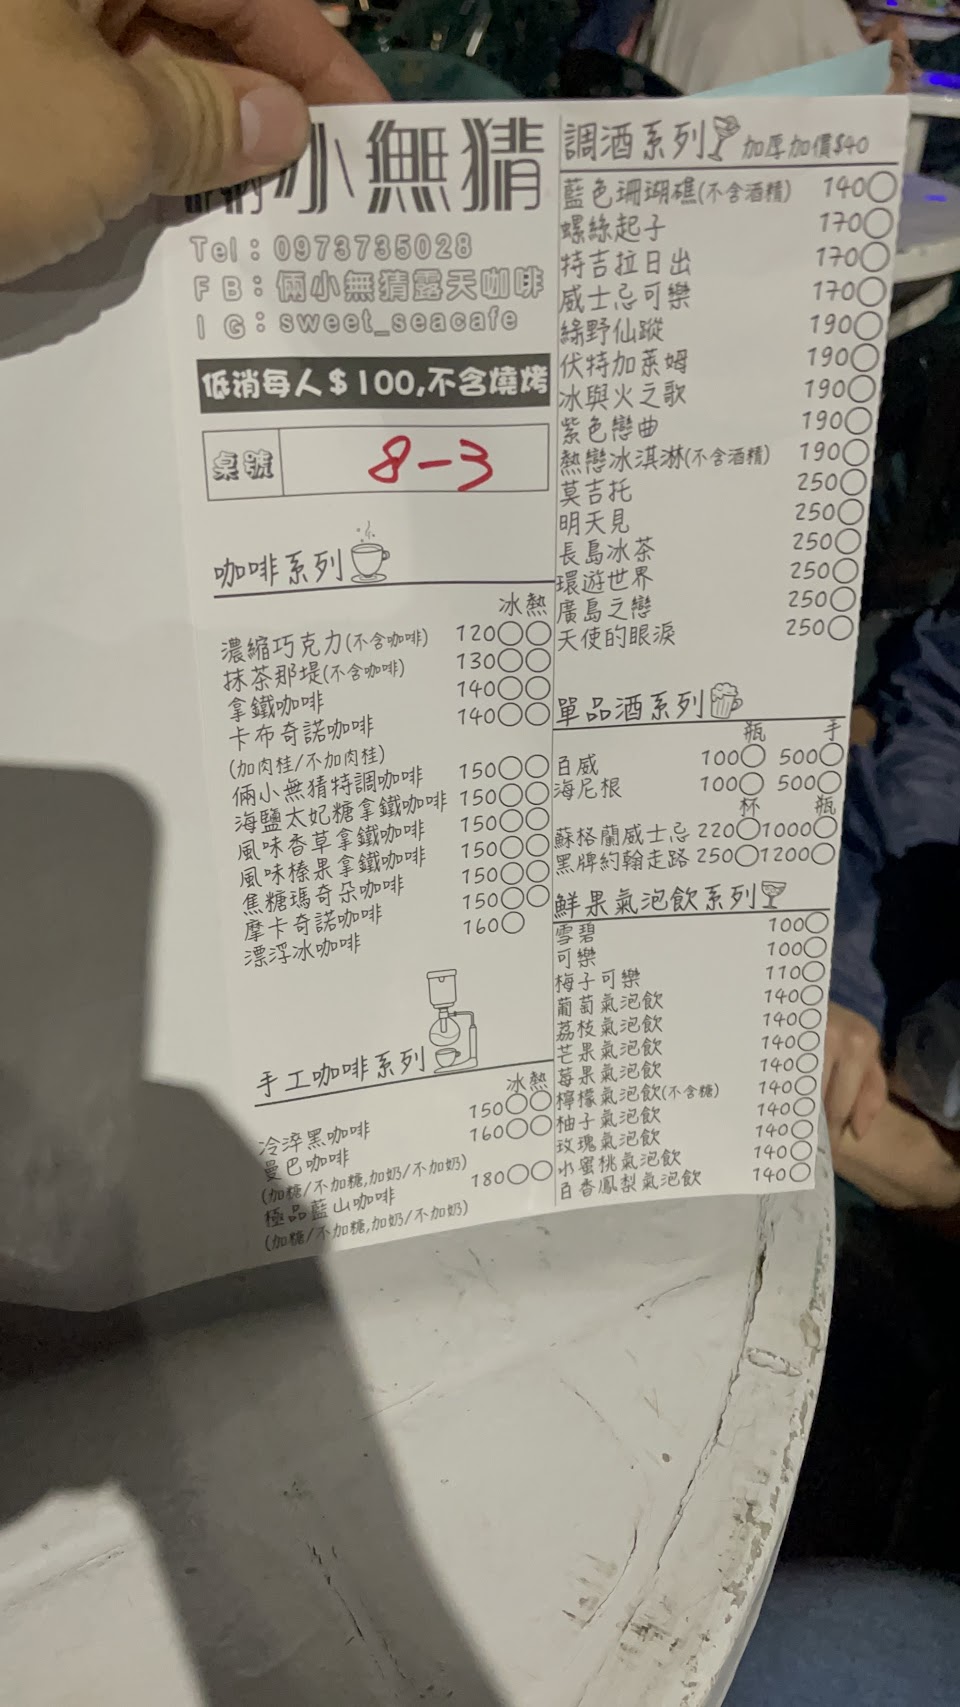 倆小無猜
Tel：0973735028
FB：倆小無猜露天咖啡
IG：sweet_seacafe
低消每人$100,不含燒烤
桌號 8-3
咖啡系列
冰 熱
濃縮巧克力(不含咖啡) 120○○
抹茶那堤(不含咖啡) 130○○
拿鐵咖啡 140○○
卡布奇諾咖啡 140○○
(加肉桂/不加肉桂)
倆小無猜特調咖啡 150○○
海鹽太妃糖拿鐵咖啡 150○○
風味香草拿鐵咖啡 150○○
風味榛果拿鐵咖啡 150○○
焦糖瑪奇朵咖啡 150○○
摩卡奇諾咖啡 150○○
漂浮冰咖啡 160○
手工咖啡系列
冰 熱
冷淬黑咖啡 150○○
曼巴咖啡 160○○
(加糖/不加糖,加奶/不加奶)
極品藍山咖啡 180○○
(加糖/不加糖,加奶/不加奶)
調酒系列 加厚加價$40
藍色珊瑚礁(不含酒精) 140○
螺絲起子 170○
特吉拉日出 170○
威士忌可樂 170○
綠野仙蹤 190○
伏特加萊姆 190○
冰與火之歌 190○
紫色戀曲 190○
熱戀冰淇淋(不含酒精) 190○
莫吉托 250○
明天見 250○
長島冰茶 250○
環遊世界 250○
廣島之戀 250○
天使的眼淚 250○
單品酒系列
瓶 手
百威 100○ 500○
海尼根 100○ 500○
杯 瓶
蘇格蘭威士忌 220○1000○
黑牌約翰走路 250○1200○
鮮果氣泡飲系列
雪碧 100○
可樂 100○
梅子可樂 110○
葡萄氣泡飲 140○
荔枝氣泡飲 140○
芒果氣泡飲 140○
莓果氣泡飲 140○
檸檬氣泡飲(不含糖) 140○
柚子氣泡飲 140○
玫瑰氣泡飲 140○
水蜜桃氣泡飲 140○
百香鳳梨氣泡飲 140○